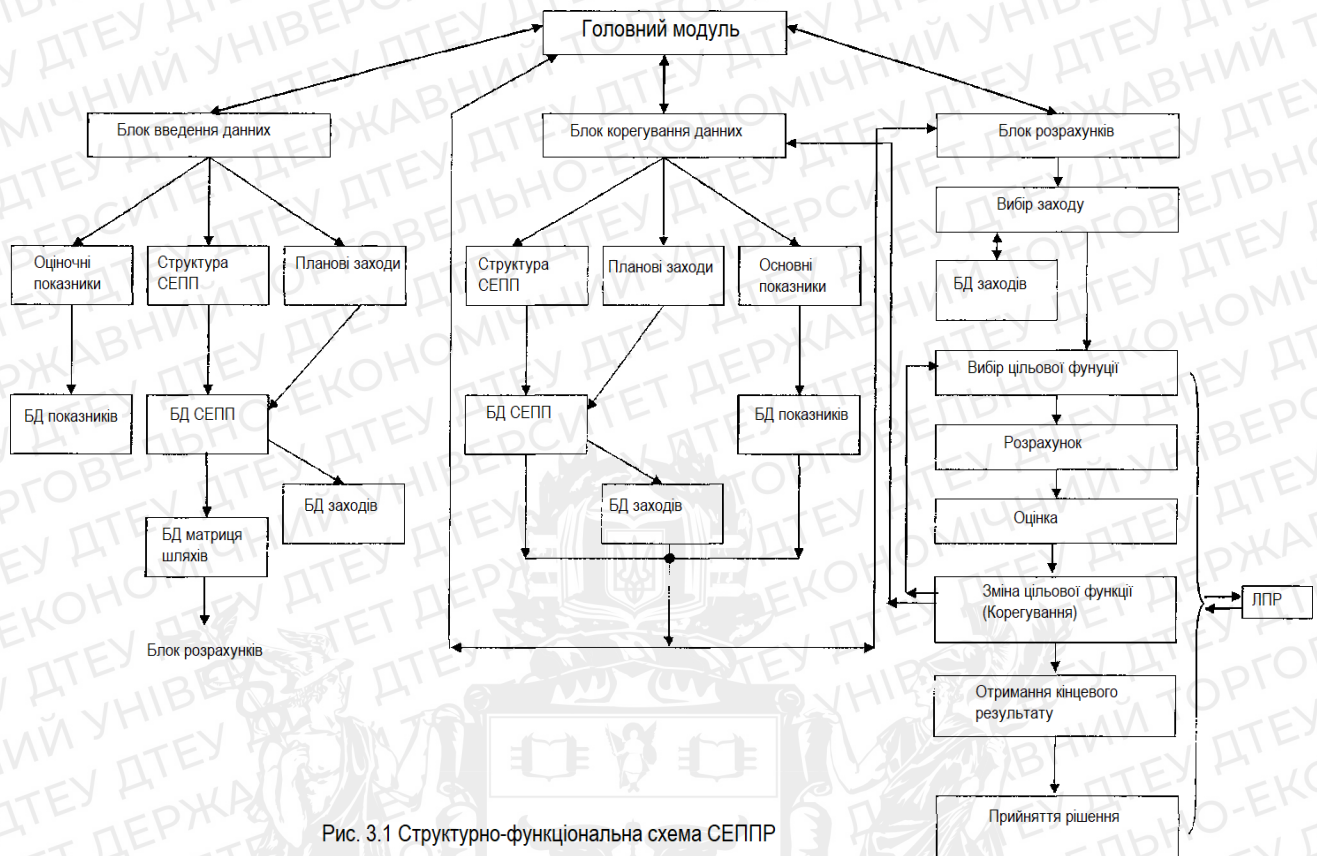 Головний модуль
Блок введення данних
Блок корегування данних
Блок розрахунків
Вибір заходу
Оціночні
показники
Структура
СЕПП
Планові заходи
Структура
СЕПП
Планові заходи
Основні
показники
БД заходів
Вибір цільової фунуції
БД показників
БД СЕПП
БД СЕПП
БД показників
Розрахунок
БД заходів
БД заходів
Оцінка
БД матриця
шляхів
Зміна цільової функції
(Корегування)
ЛПР
Блок розрахунків
Отримання кінцевого
результату
Прийняття рішення
Рис. 3.1 Структурно-функціональна схема СЕППР